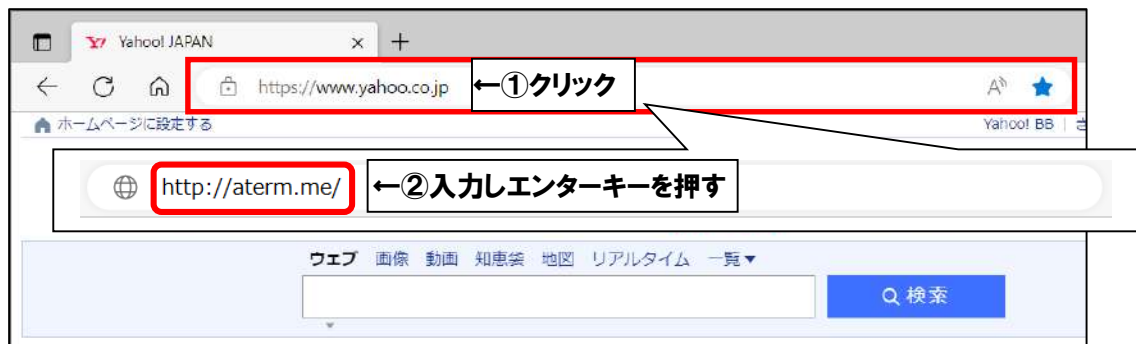 Yahoo! JAPAN
https://www.yahoo.co.jp ←①クリック
ホームページに設定する Yahoo! BB
http://aterm.me/ ←②入力しエンターキーを押す
ウェブ 画像 動画 知恵袋 地図 リアルタイム 一覧▼
検索